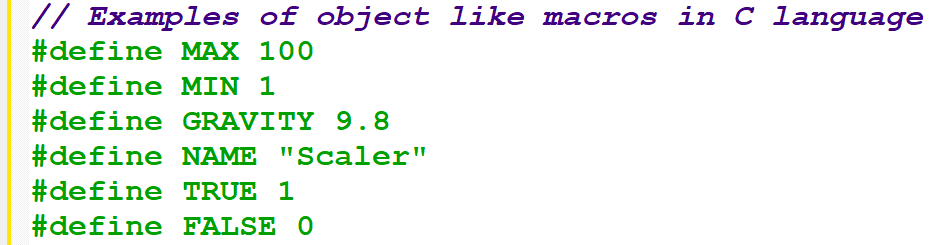 // Examples of object like macros in C language
#define MAX 100
#define MIN 1
#define GRAVITY 9.8
#define NAME "Scaler"
#define TRUE 1
#define FALSE 0